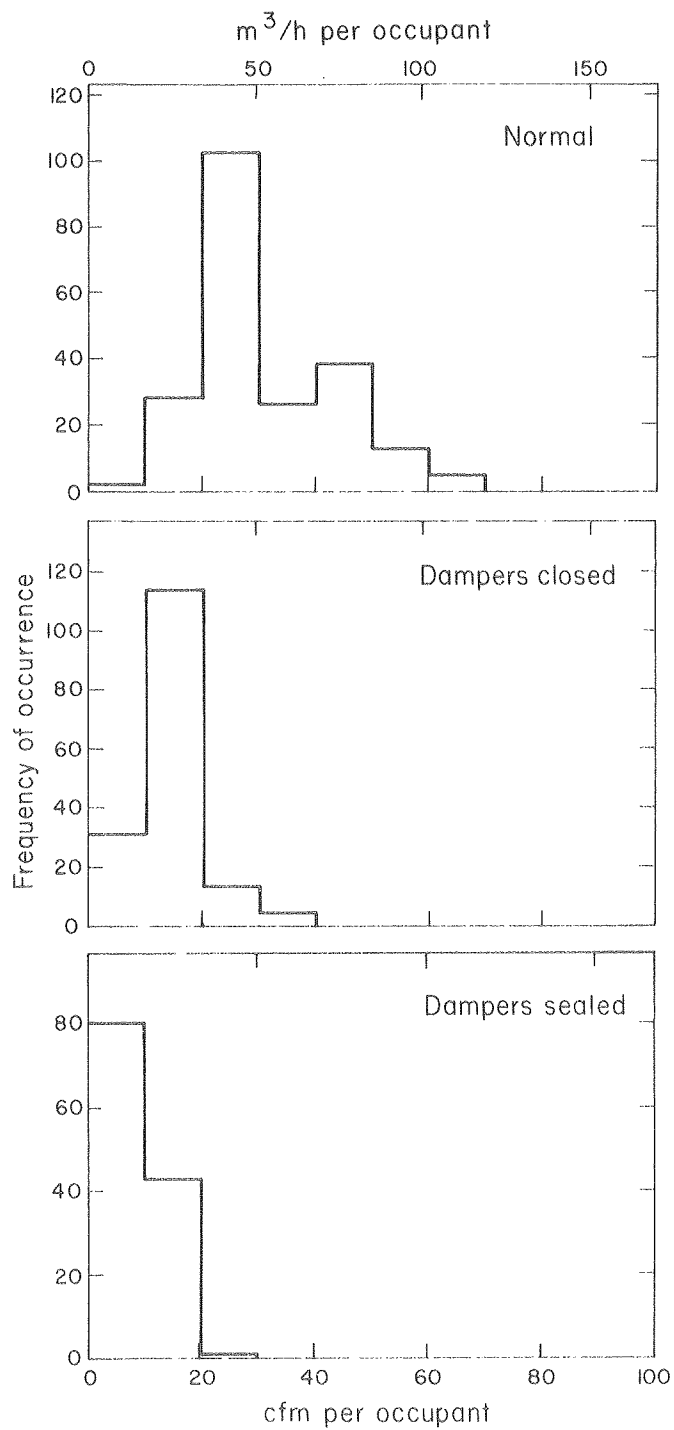 m³/h per occupant
0 50 100 150
Normal
120
100
80
60
40
20
0
Frequency of occurrence
Dampers closed
120
100
80
60
40
20
0
Dampers sealed
80
60
40
20
0
0 20 40 60 80 100
cfm per occupant